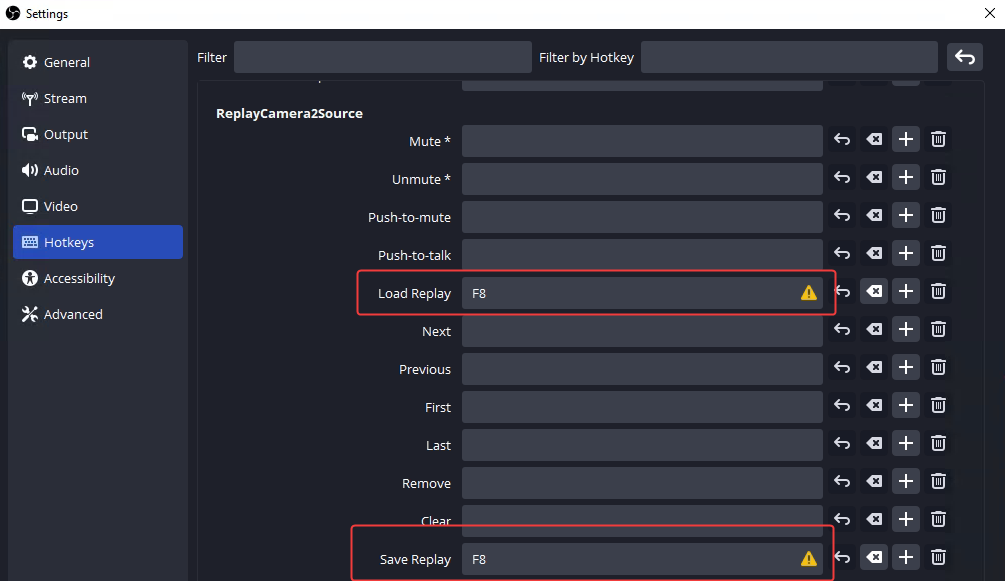 Settings
General
Stream
Output
Audio
Video
Hotkeys
Accessibility
Advanced
Filter
Filter by Hotkey
ReplayCamera2Source
Mute *
Unmute *
Push-to-mute
Push-to-talk
Load Replay F8
Next
Previous
First
Last
Remove
Clear
Save Replay F8